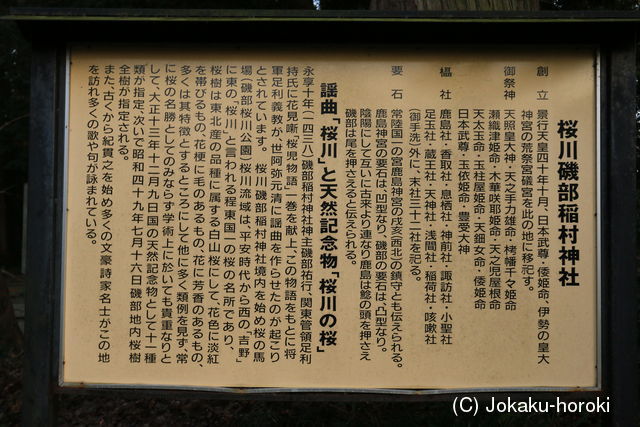 桜川磯部稲村神社
創立 景行天皇四十年十月、日本武尊・倭姫命、伊勢の皇大
神宮の荒祭宮礒宮を此の地に移祀す。
御祭神 天照皇大神・天之手力雄命・栲幡千々姫命
瀬織津姫命・木華咲耶姫命・天之児屋根命
天太玉命・玉柱屋姫命・天鈿女命・倭姫命
日本武尊・玉依姫命・豊受大神
榲社 鹿島社・香取社・息栖社・神前社・諏訪社・小聖社
足玉社・蔵王社・天神社・浅間社・稲荷社・咳嗽社
(御手洗)外に、末社三十二社を祀る。
要石 常陸国一の宮鹿島神宮の戌亥(西北)の鎮守とも伝えられる。
鹿島神宮の要石は、凹型なり、磯部の要石は、凸型なり。
陰陽にして互いに古来より連なり鹿島は鯰の頭を押さえ
磯部は尾を押さえると伝えられる。
謡曲「桜川」と天然記念物「桜川の桜」
永享十年(一四三八)磯部稲村神社神主磯部祐行、関東管領足利
持氏に花見噺「桜児物語」一巻を献上、この物語をもとに将
軍足利義教が、世阿弥元清に謡曲を作らせたのが起こり
とされています。 桜川磯部稲村神社境内を始め桜の馬
場(磯部桜川公園)桜川流域は、平安時代から西の「吉野」
に東の「桜川」と言われる程東国一の桜の名所であり、
桜樹は東北産の品種に属する白山桜にして、花色に淡紅
を帯びるもの、花梗に毛のあるもの、花に芳香のあるもの、
多くは其特徴とするところにして他に多く類例を見ず、常
に桜の名勝としてのみならず学術上に於いても貴重なりと
して、大正十三年十二月九日国の天然記念物として十一種
類が指定、次いで昭和四十九年七月十六日磯部地内桜樹
全樹が指定される。
また、古くから紀貫之を始め多くの文豪詩家名士がこの地
を訪れ多くの歌や句が詠まれている。
(C) Jokaku-horoki